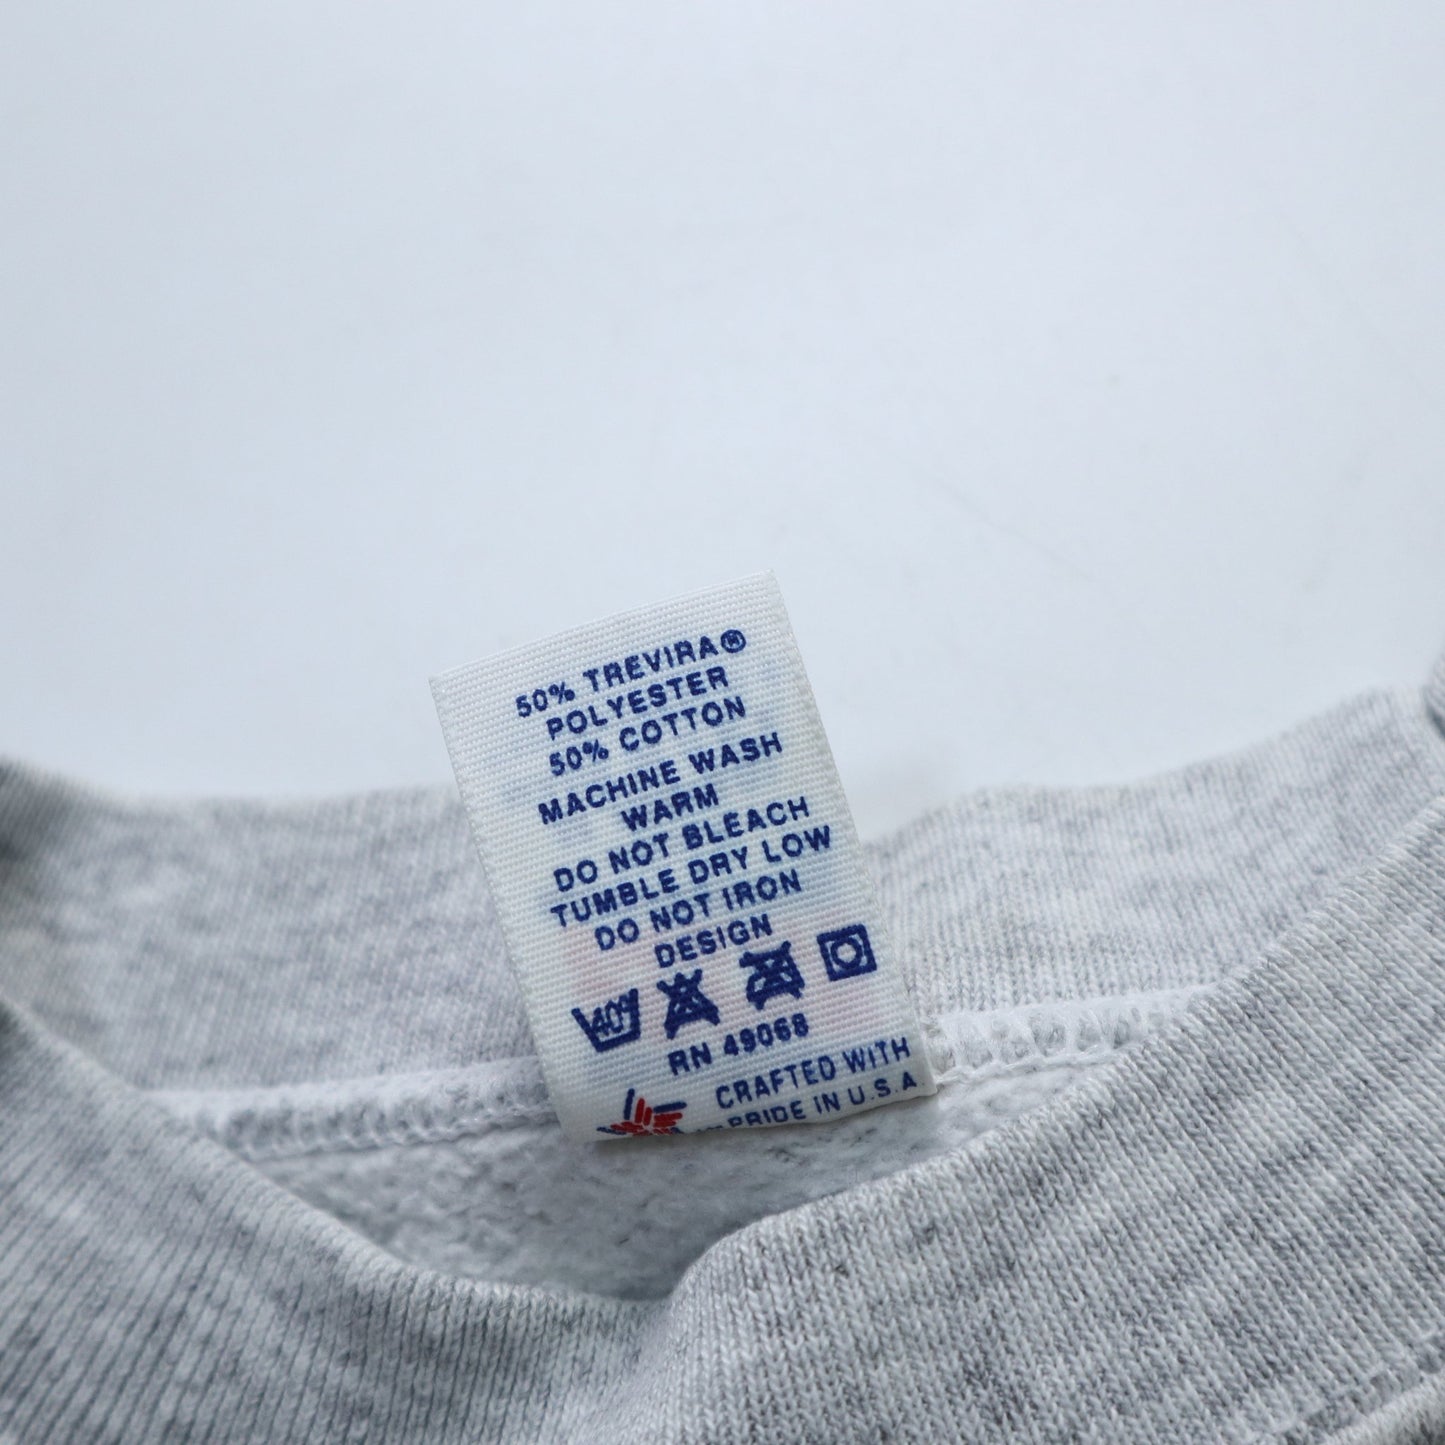 50% TREVIRA®
POLYESTER
50% COTTON
MACHINE WASH
WARM
DO NOT BLEACH
TUMBLE DRY LOW
DO NOT IRON
DESIGN
40°
RN 49068
CRAFTED WITH
PRIDE IN U.S.A.